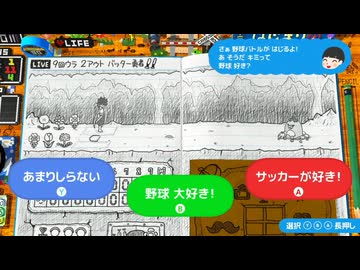 LIFE
さぁ 野球バトルが はじまるよ!
あ そうだ キミって
野球 好き?
LIVE 9回ウラ 2アウト バッター勇者
あまりしらない
Y
野球 大好き!
B
サッカーが好き!
A
選択 Y B A 長押し